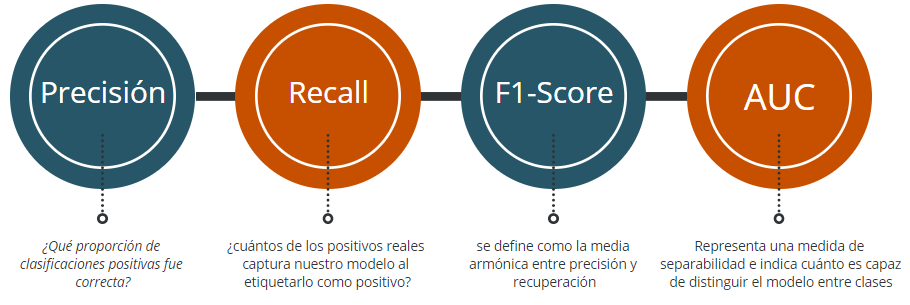 Precisión
Recall
F1-Score
AUC
¿Qué proporción de
clasificaciones positivas fue
correcta?
¿cuántos de los positivos reales
captura nuestro modelo al
etiquetarlo como positivo?
se define como la media
armónica entre precisión y
recuperación
Representa una medida de
separabilidad e indica cuánto es capaz
de distinguir el modelo entre clases